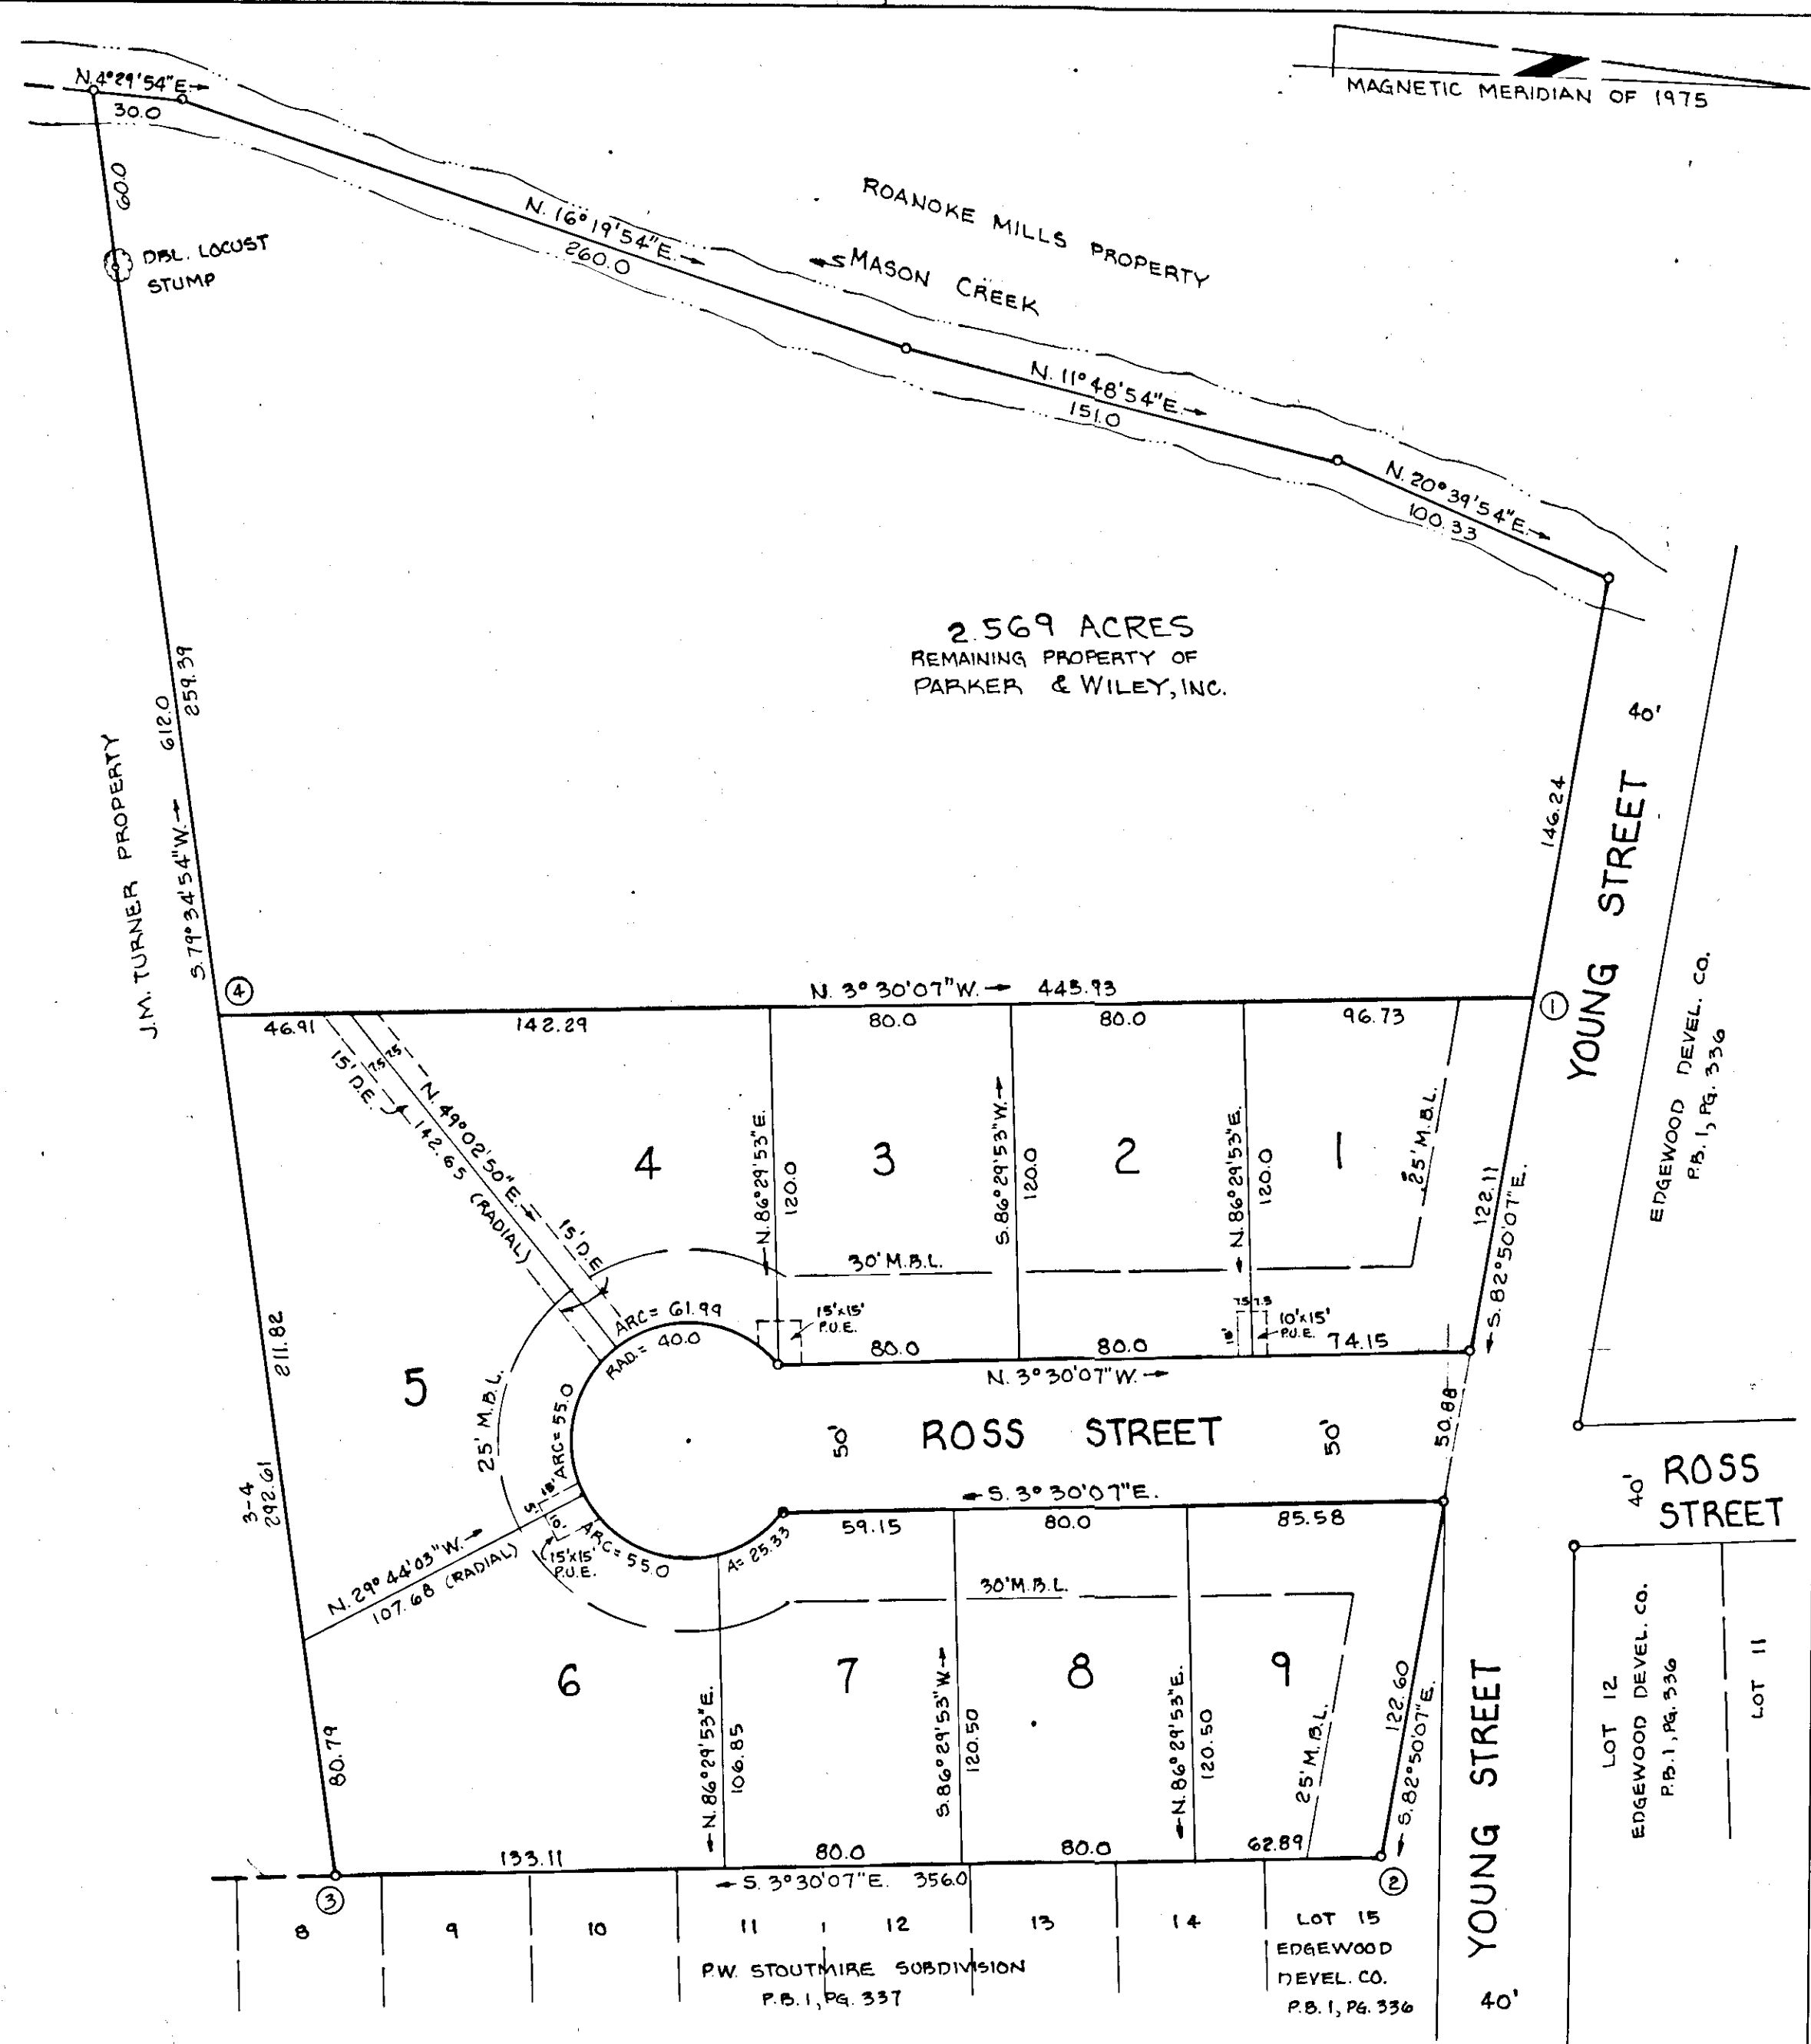 MAGNETIC MERIDIAN OF 1975
N. 4°29'54"E.
30.0
60.0
DBL. LOCUST
STUMP
N. 16°19'54"E.
260.0
ROANOKE MILLS PROPERTY
MASON CREEK
N. 11°48'54"E.
151.0
N. 20°39'54"E.
100.33
2.569 ACRES
REMAINING PROPERTY OF
PARKER & WILEY, INC.
J.M. TURNER PROPERTY
S. 79°34'54"W.
612.0
259.39
40'
YOUNG STREET
146.24
EDGEWOOD DEVEL. CO.
P.B. 1, PG. 336
4
N. 3°30'07"W. 445.93
1
46.91
142.29
80.0
80.0
96.73
15' D.E.
7.5 7.5
N. 49°02'50"E.
142.65 (RADIAL)
15' D.E.
4
N. 86°29'53"E.
120.0
3
S. 86°29'53"W.
120.0
2
N. 86°29'53"E.
120.0
1
25' M.B.L.
122.11
S. 82°50'07"E.
30' M.B.L.
ARC = 61.99
RAD. = 40.0
15'x15'
P.U.E.
7.5 7.5
10'
10'x15'
P.U.E.
80.0
80.0
74.15
N. 3°30'07"W.
211.82
5
25' M.B.L.
ARC = 55.0
50'
ROSS STREET
50'
50.88
40'
ROSS
STREET
3-4
292.61
S. 3°30'07"E.
59.15
80.0
85.58
N. 29°44'03"W.
107.68 (RADIAL)
5'
10'
15'x15'
P.U.E.
ARC = 55.0
A = 25.33
30' M.B.L.
6
N. 86°29'53"E.
106.85
7
S. 86°29'53"W.
120.50
8
N. 86°29'53"E.
120.50
9
25' M.B.L.
122.60
S. 82°50'07"E.
YOUNG STREET
40'
LOT 12
EDGEWOOD DEVEL. CO.
P.B. 1, PG. 336
LOT 11
80.79
133.11
80.0
80.0
62.89
S. 3°30'07"E. 356.0
3
2
8
9
10
11
12
13
14
LOT 15
EDGEWOOD
DEVEL. CO.
P.B. 1, PG. 336
P.W. STOUTMIRE SUBDIVISION
P.B. 1, PG. 337